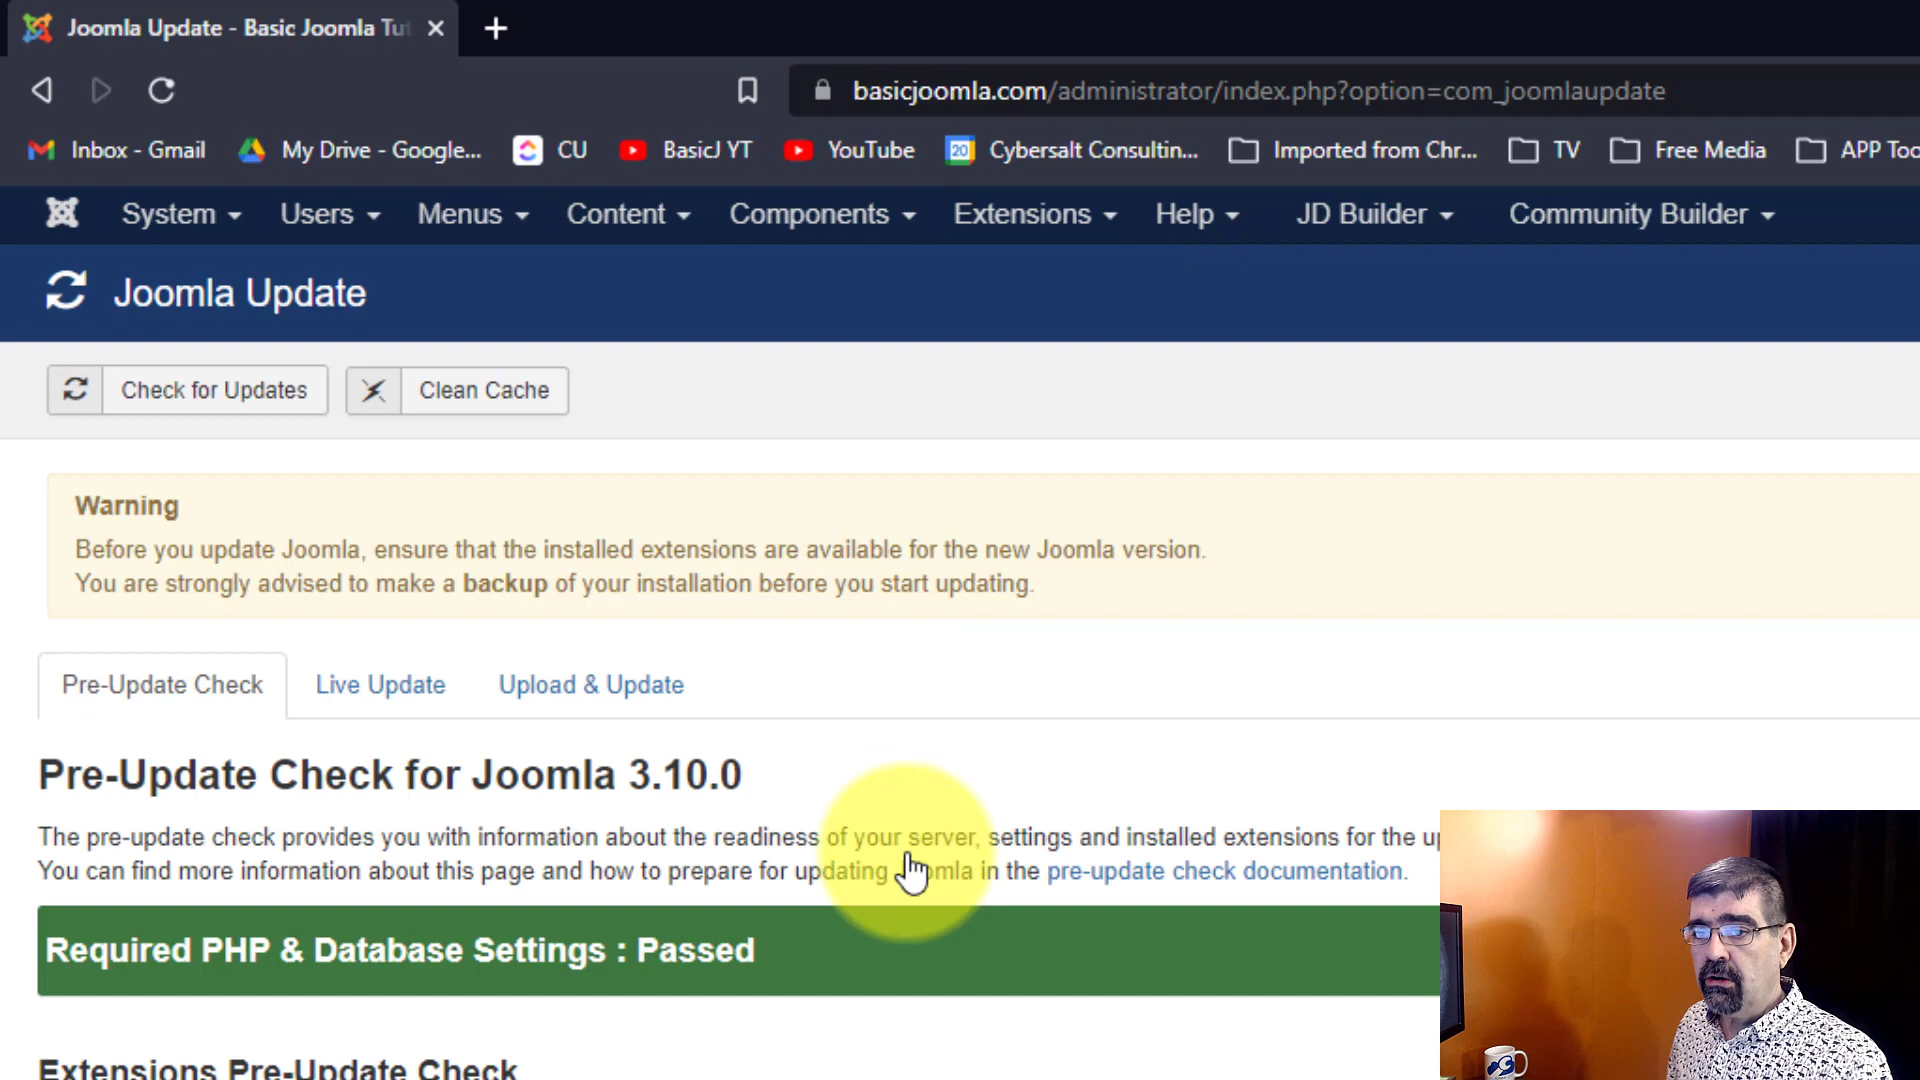 Joomla Update - Basic Joomla Tut
basicjoomla.com/administrator/index.php?option=com_joomlaupdate
Inbox - Gmail My Drive - Google... CU BasicJ YT YouTube 20 Cybersalt Consultin... Imported from Chr... TV Free Media APP Too
System Users Menus Content Components Extensions Help JD Builder Community Builder
Joomla Update
Check for Updates Clean Cache
Warning
Before you update Joomla, ensure that the installed extensions are available for the new Joomla version.
You are strongly advised to make a backup of your installation before you start updating.
Pre-Update Check Live Update Upload & Update
Pre-Update Check for Joomla 3.10.0
The pre-update check provides you with information about the readiness of your server, settings and installed extensions for the
You can find more information about this page and how to prepare for updating Joomla in the pre-update check documentation.
Required PHP & Database Settings : Passed
Extensions Pre-Update Check